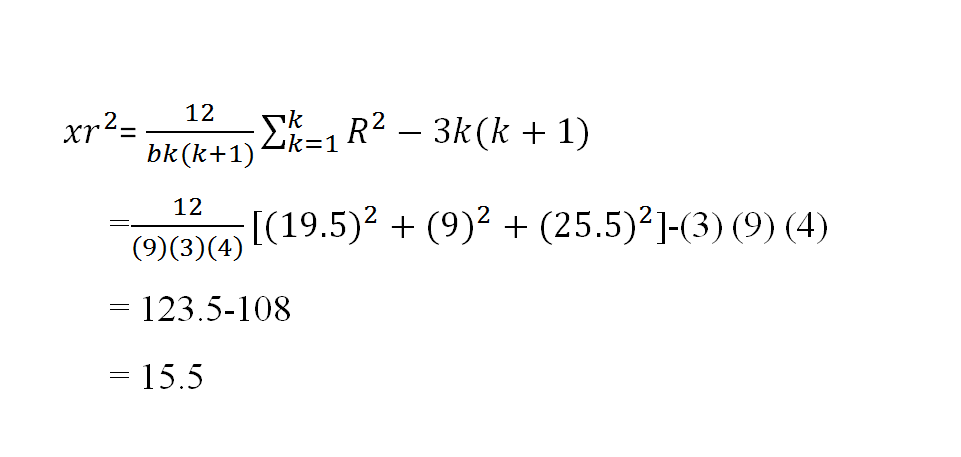 xr²= 12/bk(k+1) ∑ᵏₖ₌₁ R² − 3k(k + 1)
= 12/(9)(3)(4) [(19.5)² + (9)² + (25.5)²]-(3) (9) (4)
= 123.5-108
= 15.5